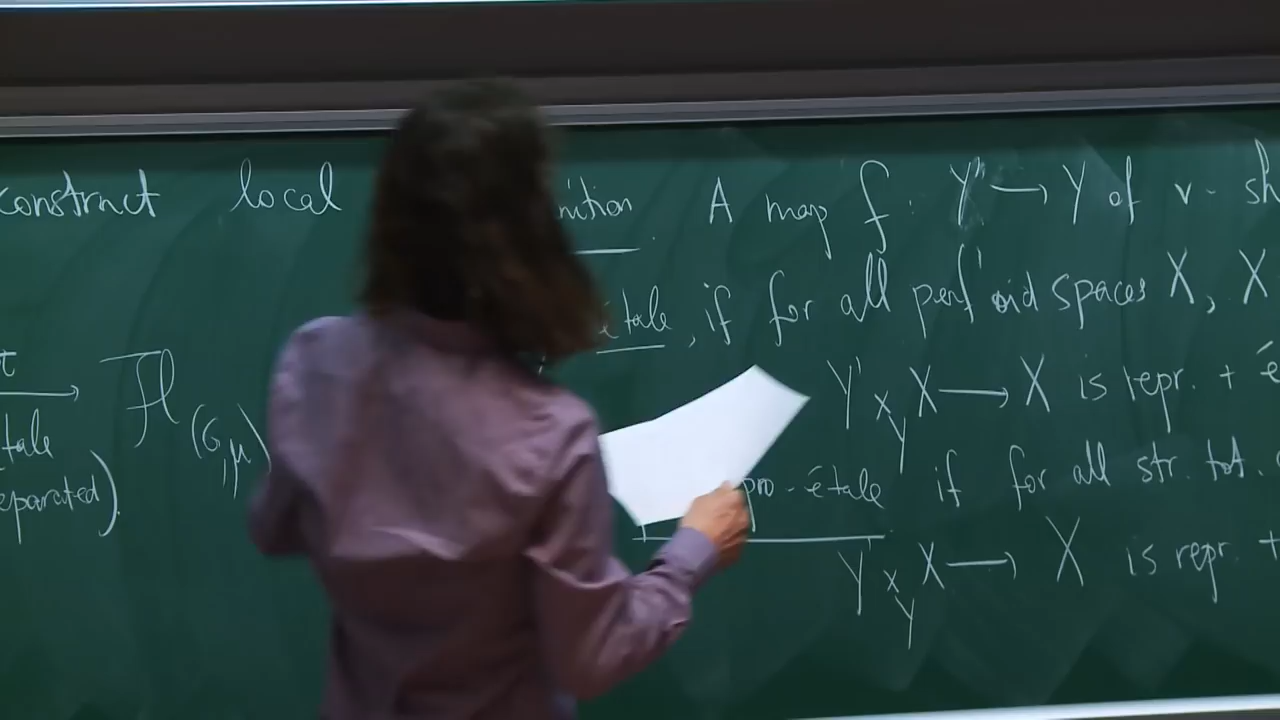 construct local
nition A map f: Y' → Y of v-sh
étale, if for all perf'oid spaces X, X
τ → Fl (G,μ)
tale
eparated)
Y' ×_Y X → X is repr. + é
pro-étale if for all str. tot.
Y' ×_Y X → X is repr. +